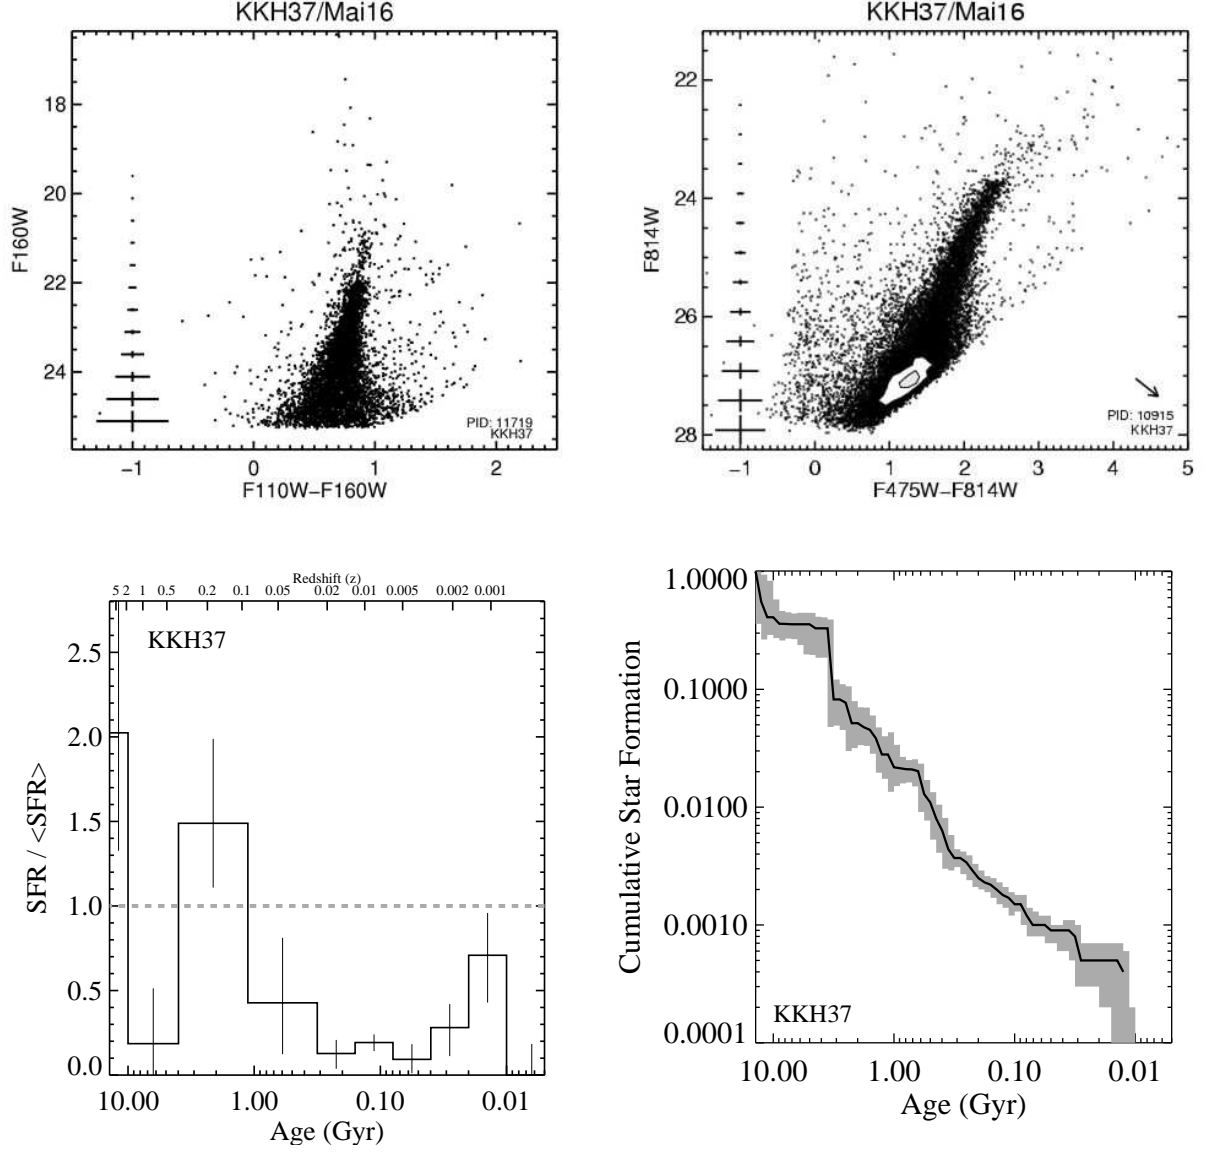 KKH37/Mai16
18
20
22
24
F160W
PID: 11719
KKH37
−1 0 1 2
F110W−F160W
KKH37/Mai16
22
24
26
28
F814W
PID: 10915
KKH37
−1 0 1 2 3 4 5
F475W−F814W
Redshift (z)
5 2 1 0.5 0.2 0.1 0.05 0.02 0.01 0.005 0.002 0.001
KKH37
2.5
2.0
1.5
1.0
0.5
0.0
SFR / <SFR>
10.00 1.00 0.10 0.01
Age (Gyr)
1.0000
0.1000
0.0100
0.0010
0.0001
Cumulative Star Formation
KKH37
10.00 1.00 0.10 0.01
Age (Gyr)